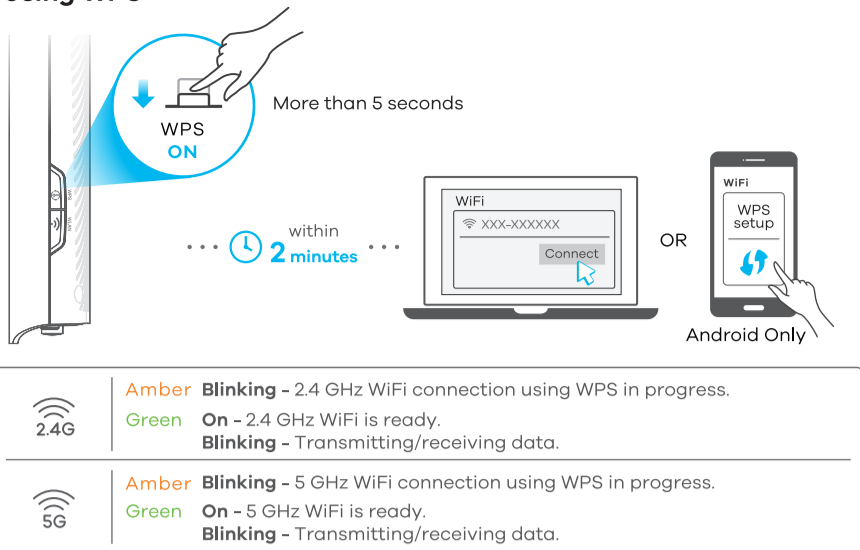 More than 5 seconds
WPS
ON
WPS
WLAN
within
2 minutes
WiFi
XXX-XXXXXX
Connect
OR
WiFi
WPS
setup
Android Only
2.4G
Amber Blinking - 2.4 GHz WiFi connection using WPS in progress.
Green On - 2.4 GHz WiFi is ready.
Blinking - Transmitting/receiving data.
5G
Amber Blinking - 5 GHz WiFi connection using WPS in progress.
Green On - 5 GHz WiFi is ready.
Blinking - Transmitting/receiving data.